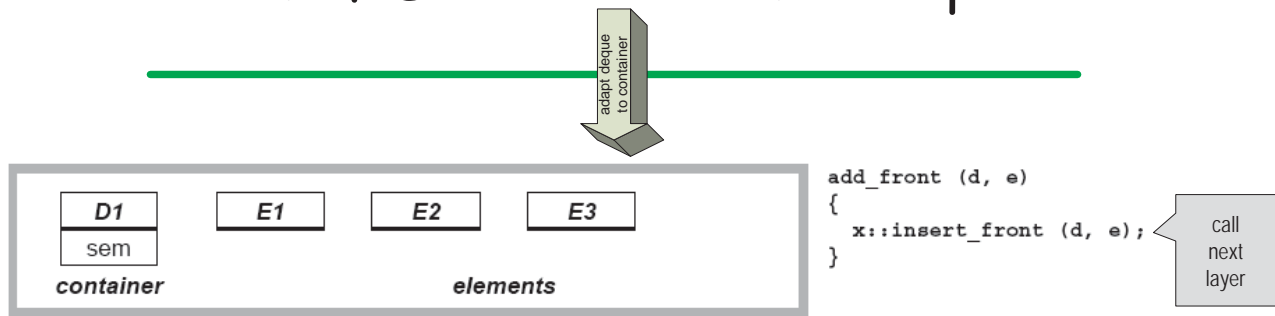 adapt deque
to container
D1
E1
E2
E3
sem
container
elements
add_front (d, e)
{
x::insert_front (d, e);
}
call
next
layer